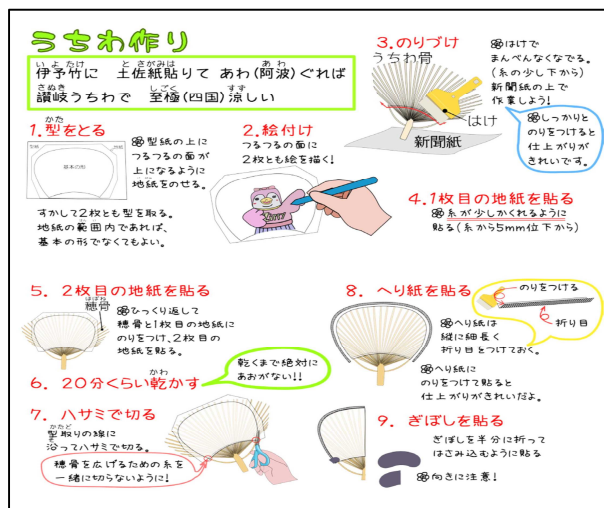 うちわ作り
伊予竹に 土佐紙貼りて あわ(阿波)ぐれば
讃岐うちわで 至極(四国)涼しい
1.型をとる
基本の形
❀型紙の上に
つるつるの面が
上になるように
地紙をのせる。
すかして2枚とも型を取る。
地紙の範囲内であれば、
基本の形でなくてもよい。
2.絵付け
つるつるの面に
2枚とも絵を描く!
3.のりづけ
うちわ骨
はけ
新聞紙
❀はけで
まんべんなくなでる。
(糸の少し下から)
新聞紙の上で
作業しよう!
❀しっかりと
のりをつけると
仕上がりが
きれいです。
4.1枚目の地紙を貼る
❀糸が少しかくれるように
貼る(糸から5mm位下から)
5. 2枚目の地紙を貼る
穂骨
❀ひっくり返して
穂骨と1枚目の地紙に
のりをつけ、2枚目の
地紙を貼る。
6. 20分くらい乾かす
乾くまで絶対に
あおがない!!
7. ハサミで切る
型取りの線に
沿ってハサミで切る。
穂骨を広げるための糸を
一緒に切らないように!
8. へり紙を貼る
のりをつける
折り目
❀へり紙は
縦に細長く
折り目をつけておく。
❀へり紙に
のりをつけて貼ると
仕上がりがきれいだよ。
9. ぎぼしを貼る
ぎぼしを半分に折って
はさみ込むように貼る
❀向きに注意!